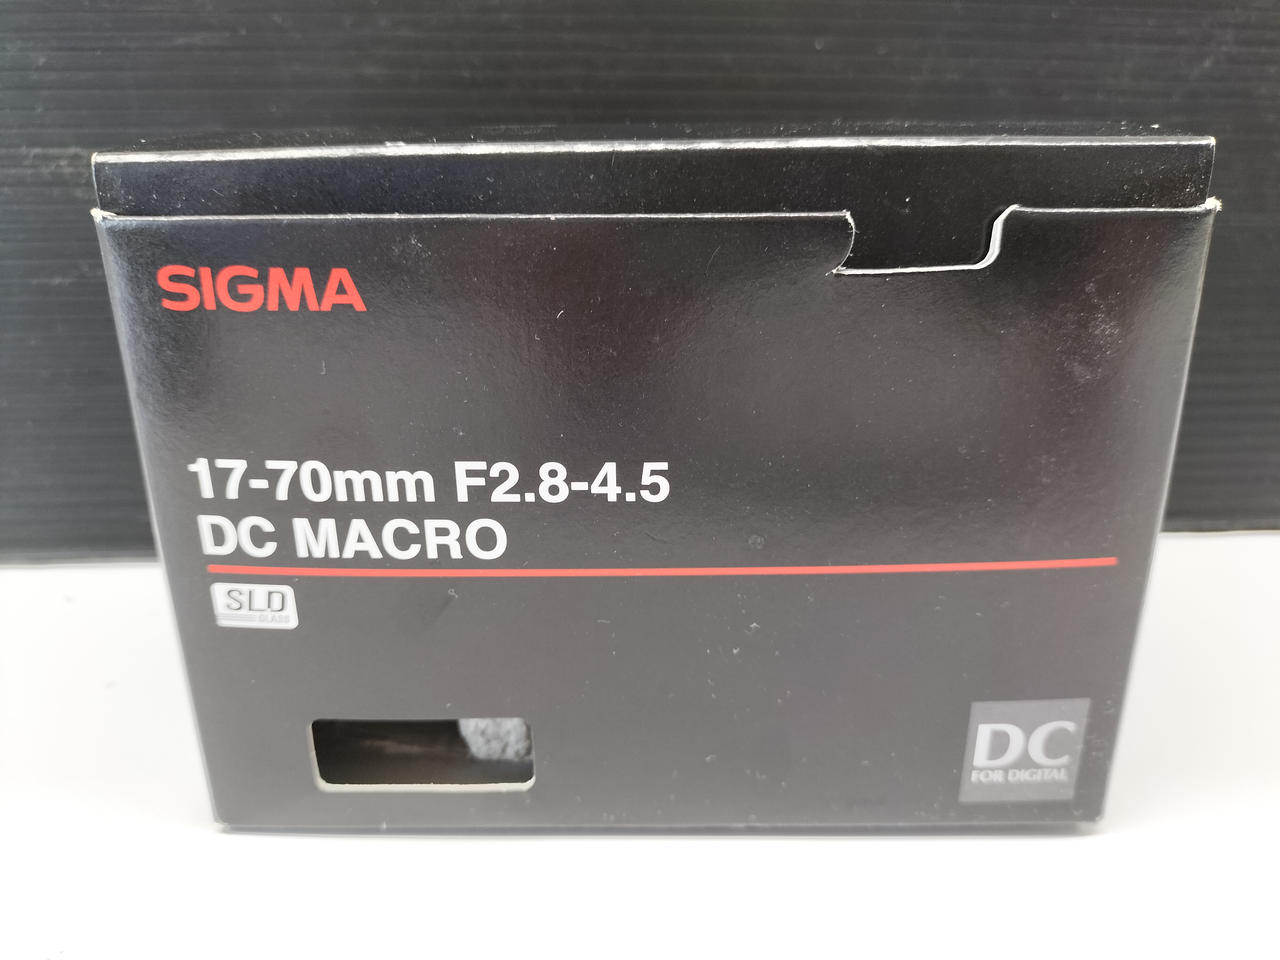 SIGMA
17-70mm F2.8-4.5
DC MACRO
SLD
GLASS
DC
FOR DIGITAL